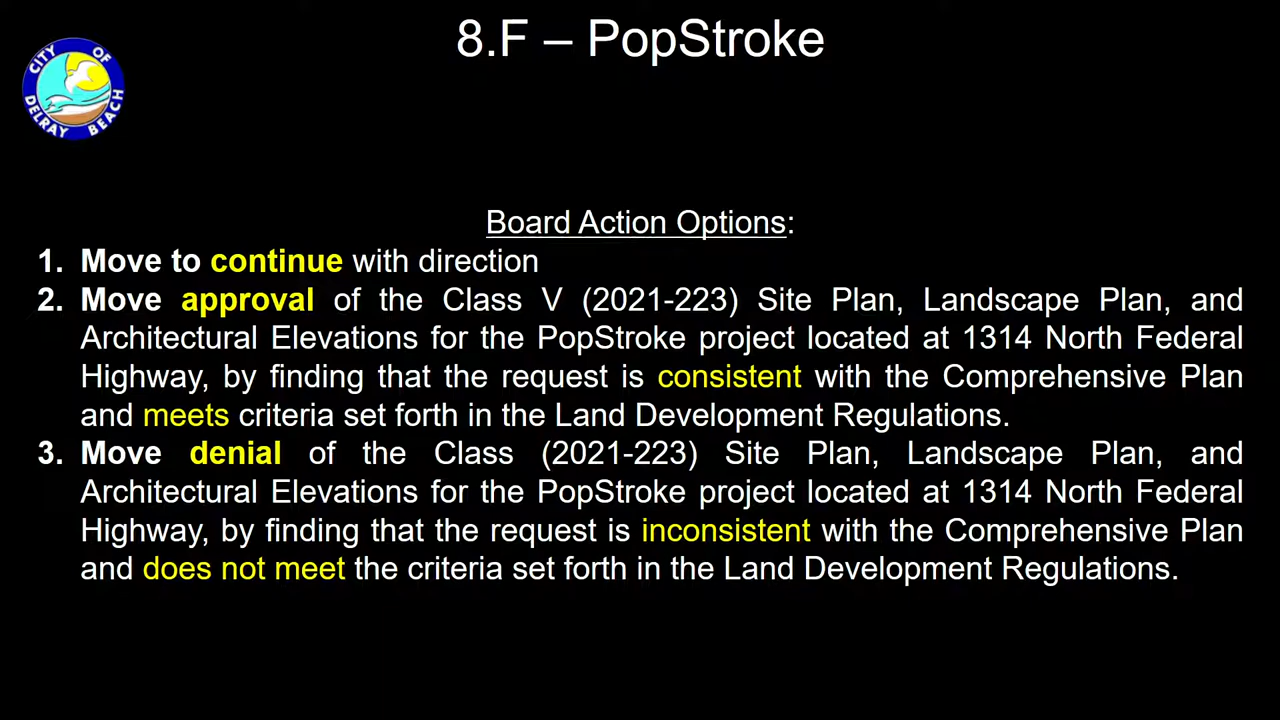 8.F – PopStroke
CITY OF
DELRAY BEACH
Board Action Options:
1. Move to continue with direction
2. Move approval of the Class V (2021-223) Site Plan, Landscape Plan, and
Architectural Elevations for the PopStroke project located at 1314 North Federal
Highway, by finding that the request is consistent with the Comprehensive Plan
and meets criteria set forth in the Land Development Regulations.
3. Move denial of the Class (2021-223) Site Plan, Landscape Plan, and
Architectural Elevations for the PopStroke project located at 1314 North Federal
Highway, by finding that the request is inconsistent with the Comprehensive Plan
and does not meet the criteria set forth in the Land Development Regulations.